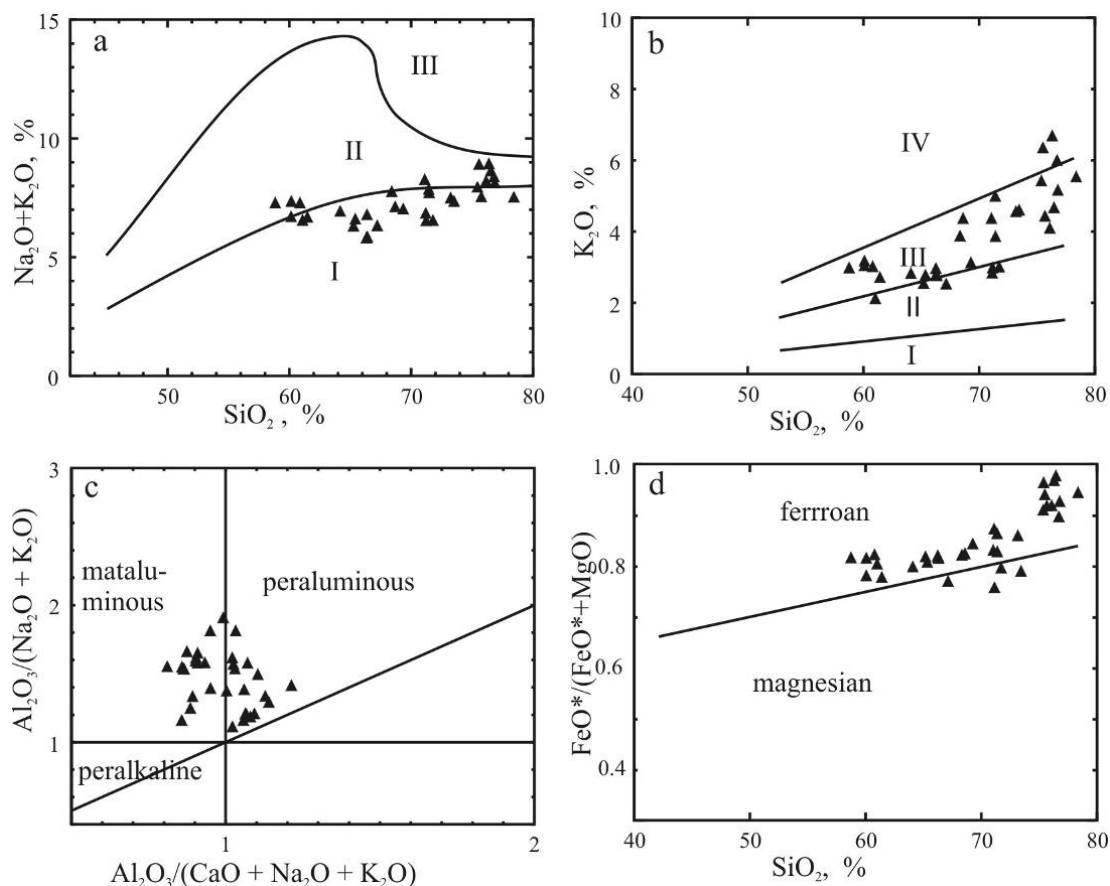 a
15
10
5
0
Na₂O+K₂O, %
III
II
I
50 60 70 80
SiO₂ , %
b
10
8
6
4
2
0
K₂O, %
IV
III
II
I
40 50 60 70 80
SiO₂, %
c
3
2
1
Al₂O₃/(Na₂O + K₂O)
matalu-
minous
peraluminous
peralkaline
1 2
Al₂O₃/(CaO + Na₂O + K₂O)
d
1.0
0.8
0.6
0.4
FeO*/(FeO*+MgO)
ferrroan
magnesian
40 50 60 70 80
SiO₂, %